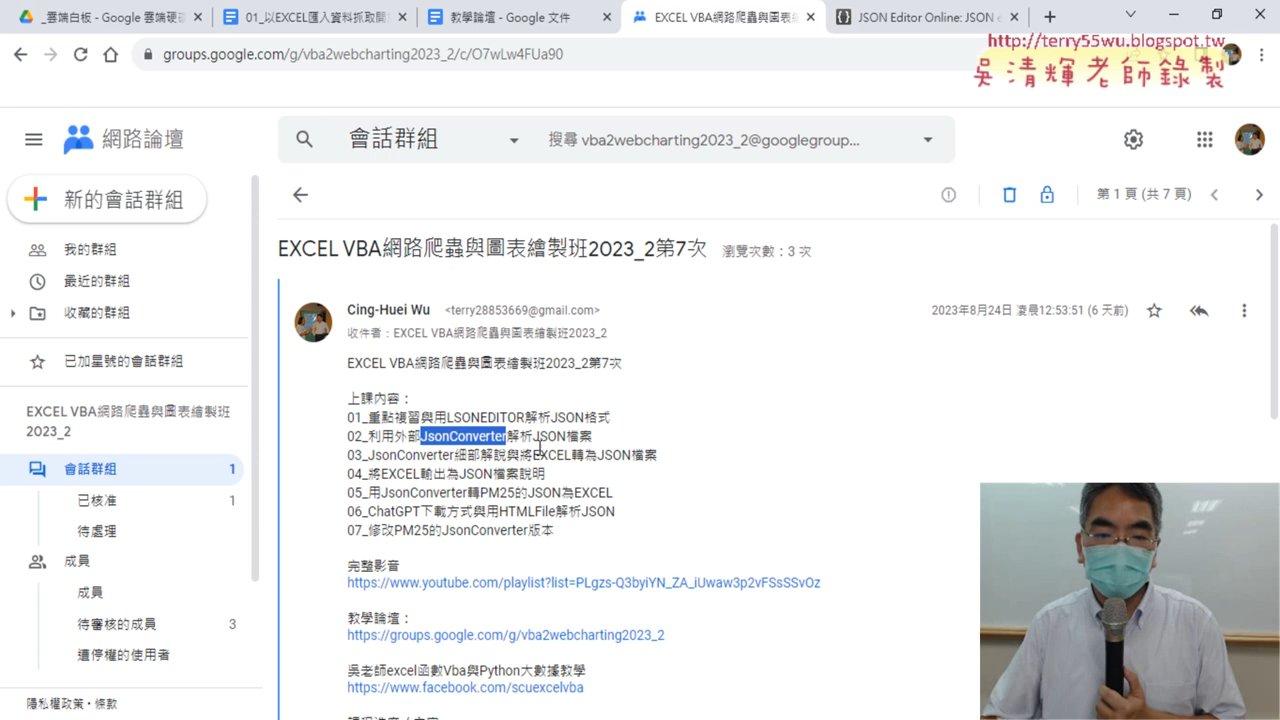 _雲端白板 - Google 雲端硬碟
01_以EXCEL匯入資料抓取開
教學論壇 - Google 文件
EXCEL VBA網路爬蟲與圖表繪製
JSON Editor Online: JSON e
http://terry55wu.blogspot.tw
groups.google.com/g/vba2webcharting2023_2/c/O7wLw4FUa90
吳清輝老師錄製
網路論壇
會話群組
搜尋 vba2webcharting2023_2@googlegroup...
新的會話群組
第 1 頁 (共 7 頁)
我的群組
最近的群組
收藏的群組
已加星號的會話群組
EXCEL VBA網路爬蟲與圖表繪製班
2023_2
會話群組 1
已核准 1
待處理
成員
成員
待審核的成員 3
遭停權的使用者
隱私權政策 • 條款
EXCEL VBA網路爬蟲與圖表繪製班2023_2第7次 瀏覽次數：3 次
Cing-Huei Wu <terry28853669@gmail.com>
2023年8月24日 凌晨12:53:51 (6 天前)
收件者：EXCEL VBA網路爬蟲與圖表繪製班2023_2
EXCEL VBA網路爬蟲與圖表繪製班2023_2第7次
上課內容：
01_重點複習與用LSONEDITOR解析JSON格式
02_利用外部JsonConverter解析JSON檔案
03_JsonConverter細部解說與將EXCEL轉為JSON檔案
04_將EXCEL輸出為JSON檔案說明
05_用JsonConverter轉PM25的JSON為EXCEL
06_ChatGPT下載方式與用HTMLFile解析JSON
07_修改PM25的JsonConverter版本
完整影音
https://www.youtube.com/playlist?list=PLgzs-Q3byiYN_ZA_iUwaw3p2vFSsSSvOz
教學論壇：
https://groups.google.com/g/vba2webcharting2023_2
吳老師excel函數Vba與Python大數據教學
https://www.facebook.com/scuexcelvba